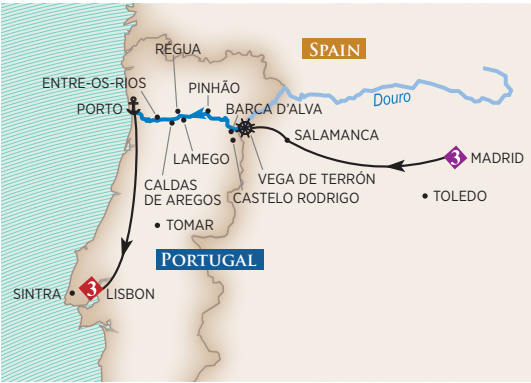 SPAIN
RÉGUA
ENTRE-OS-RIOS
PINHÃO
Douro
PORTO
BARCA D'ALVA
SALAMANCA
LAMEGO
3
MADRID
CALDAS
DE AREGOS
VEGA DE TERRÓN
CASTELO RODRIGO
TOLEDO
TOMAR
PORTUGAL
SINTRA
3
LISBON